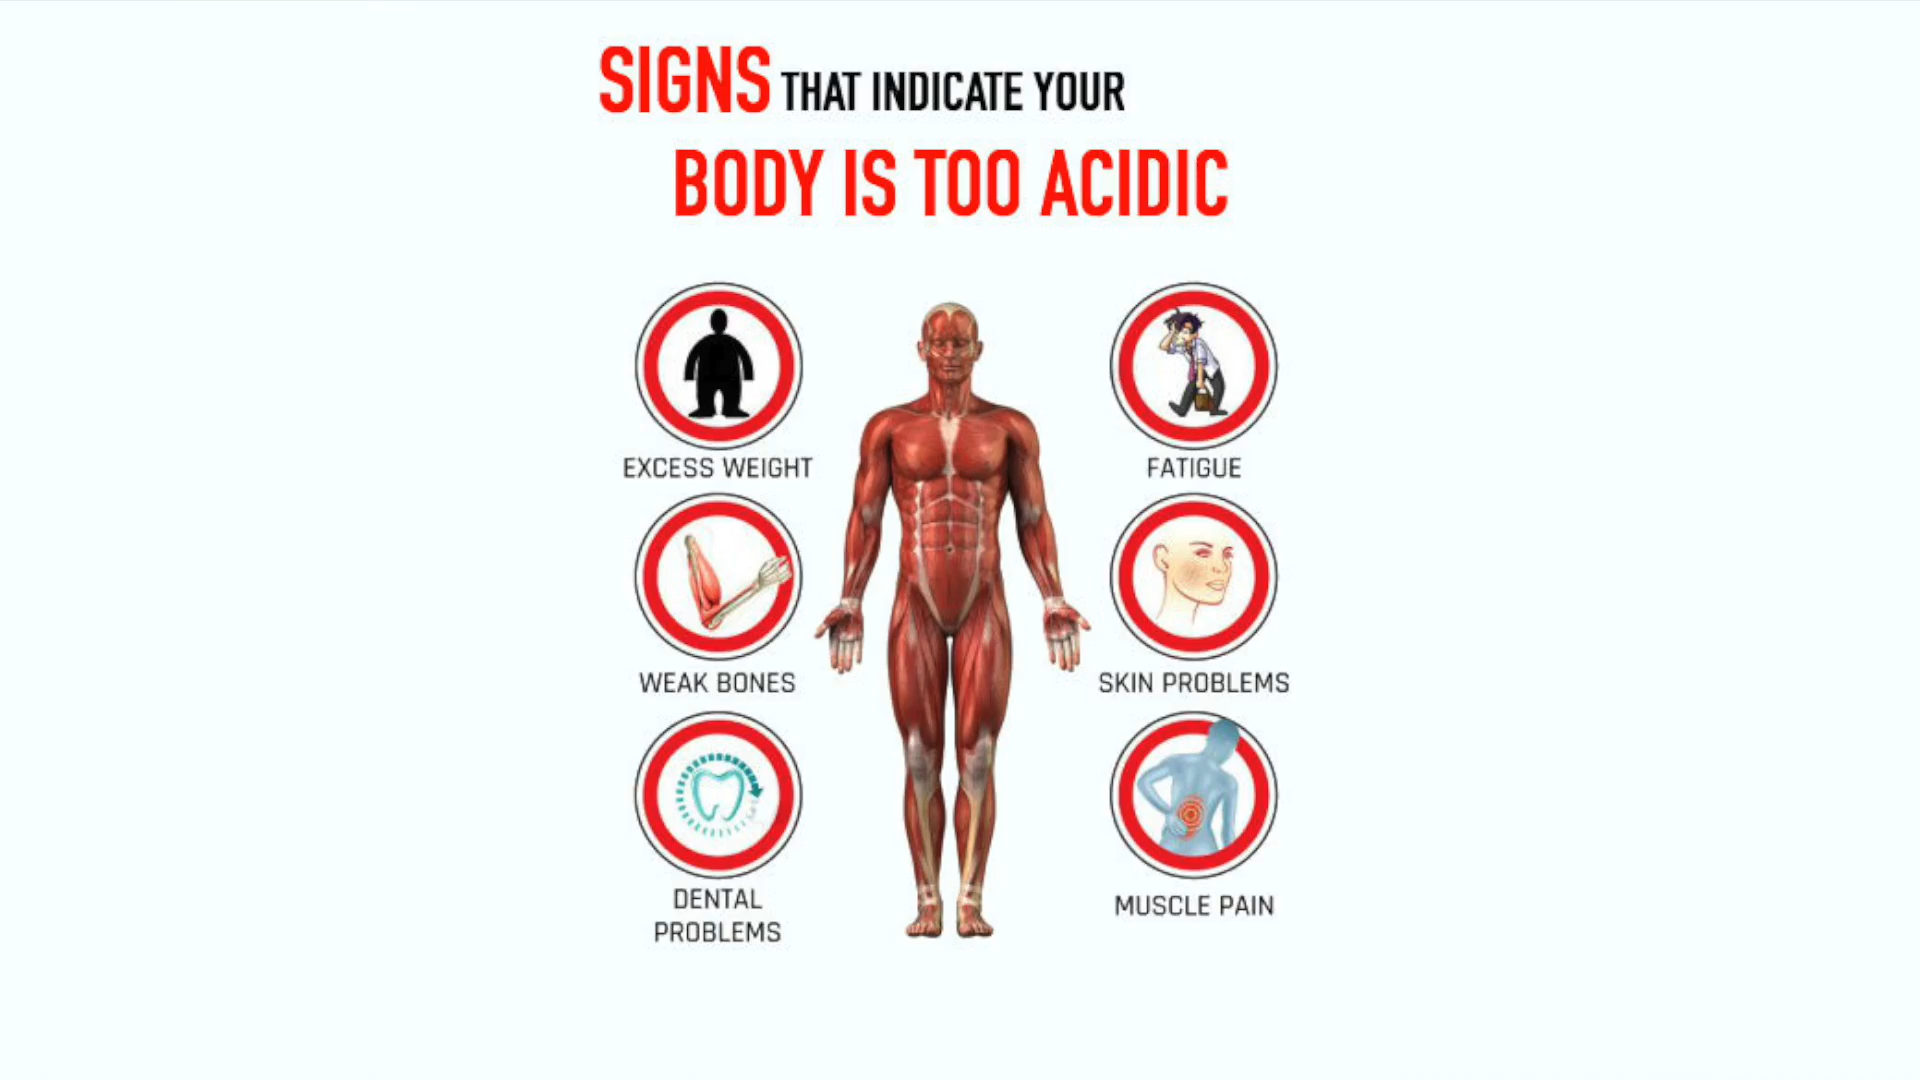 SIGNS THAT INDICATE YOUR
BODY IS TOO ACIDIC
EXCESS WEIGHT
FATIGUE
WEAK BONES
SKIN PROBLEMS
DENTAL
PROBLEMS
MUSCLE PAIN